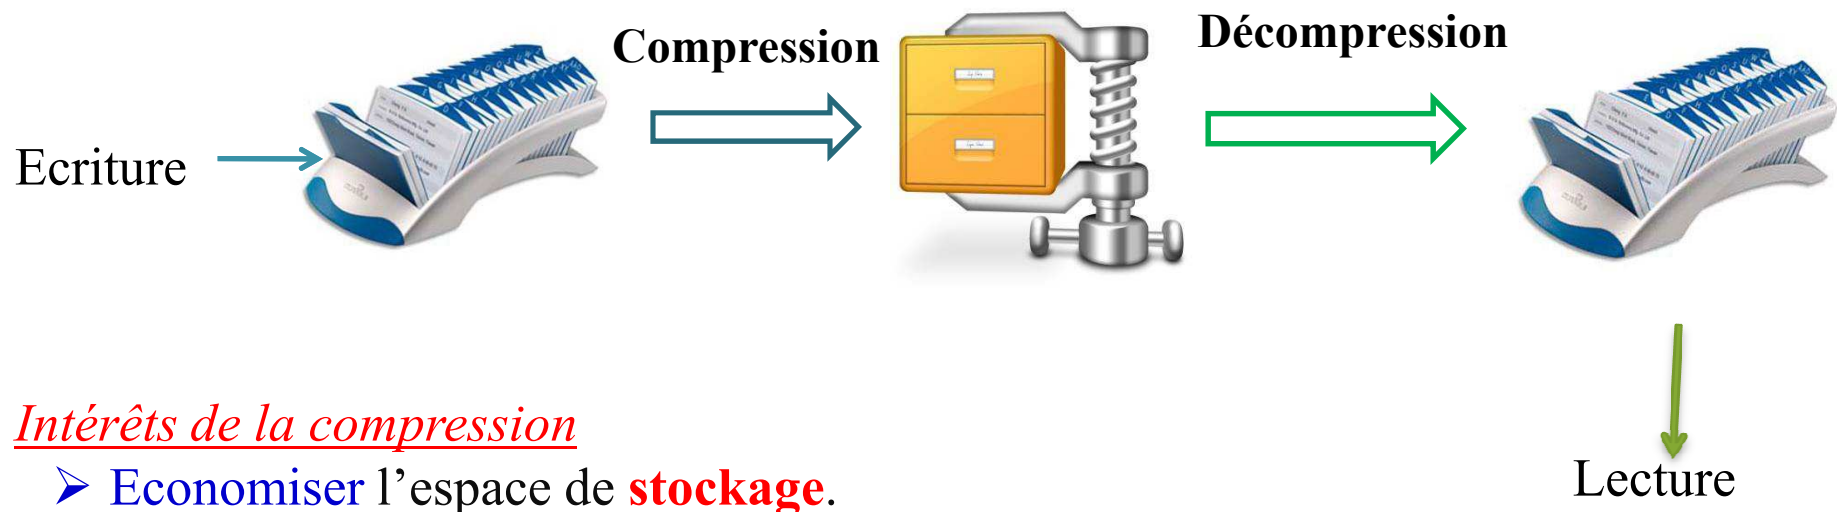 Compression
Décompression
Ecriture
Intérêts de la compression
➢ Economiser l’espace de stockage.
Lecture